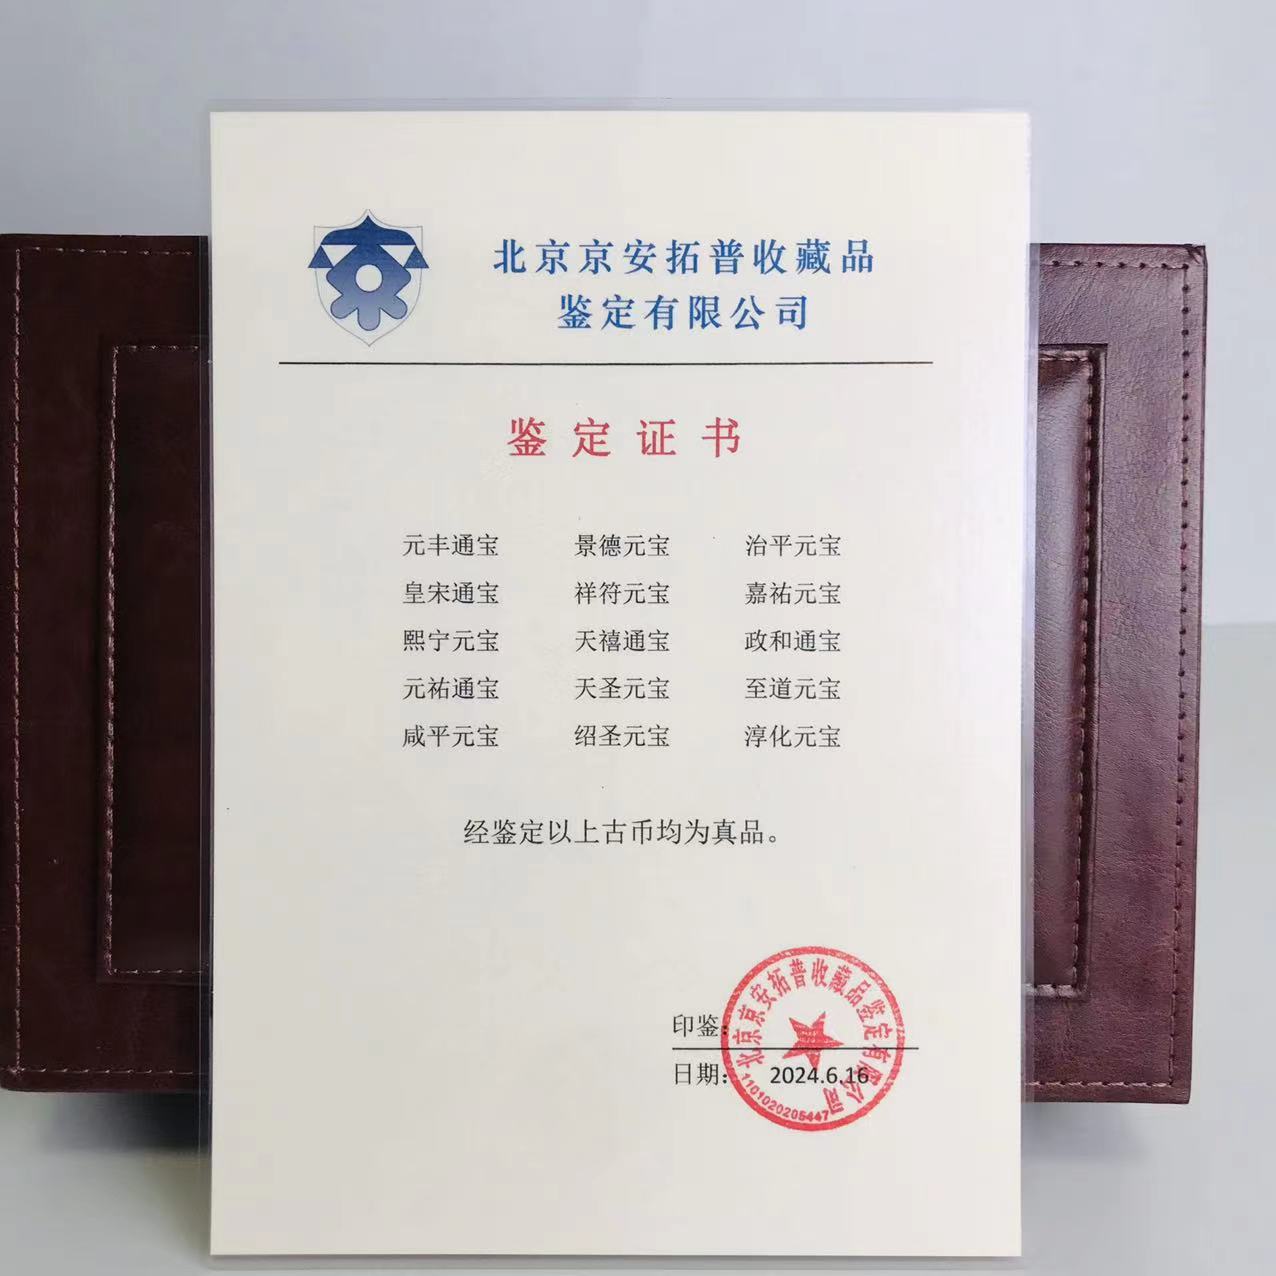 北京京安拓普收藏品
鉴定有限公司
鉴定证书
元丰通宝 景德元宝 治平元宝
皇宋通宝 祥符元宝 嘉祐元宝
熙宁元宝 天禧通宝 政和通宝
元祐通宝 天圣元宝 至道元宝
咸平元宝 绍圣元宝 淳化元宝
经鉴定以上古币均为真品。
印鉴:
日期: 2024.6.16
北京京安拓普收藏品鉴定有限公司
1101020205447